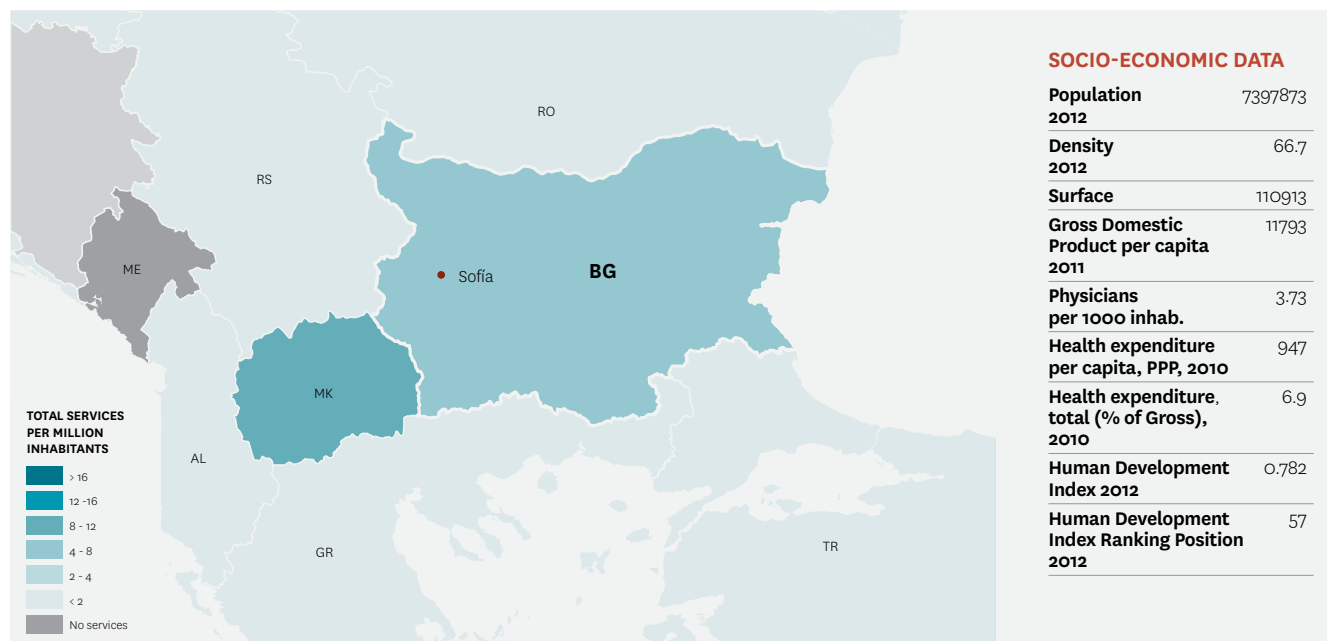 RO
RS
ME
Sofía
BG
MK
AL
GR
TR
TOTAL SERVICES
PER MILLION
INHABITANTS
> 16
12 -16
8 - 12
4 - 8
2 - 4
< 2
No services
SOCIO-ECONOMIC DATA
Population 7397873
2012
Density 66.7
2012
Surface 110913
Gross Domestic 11793
Product per capita
2011
Physicians 3.73
per 1000 inhab.
Health expenditure 947
per capita, PPP, 2010
Health expenditure, 6.9
total (% of Gross),
2010
Human Development 0.782
Index 2012
Human Development 57
Index Ranking Position
2012